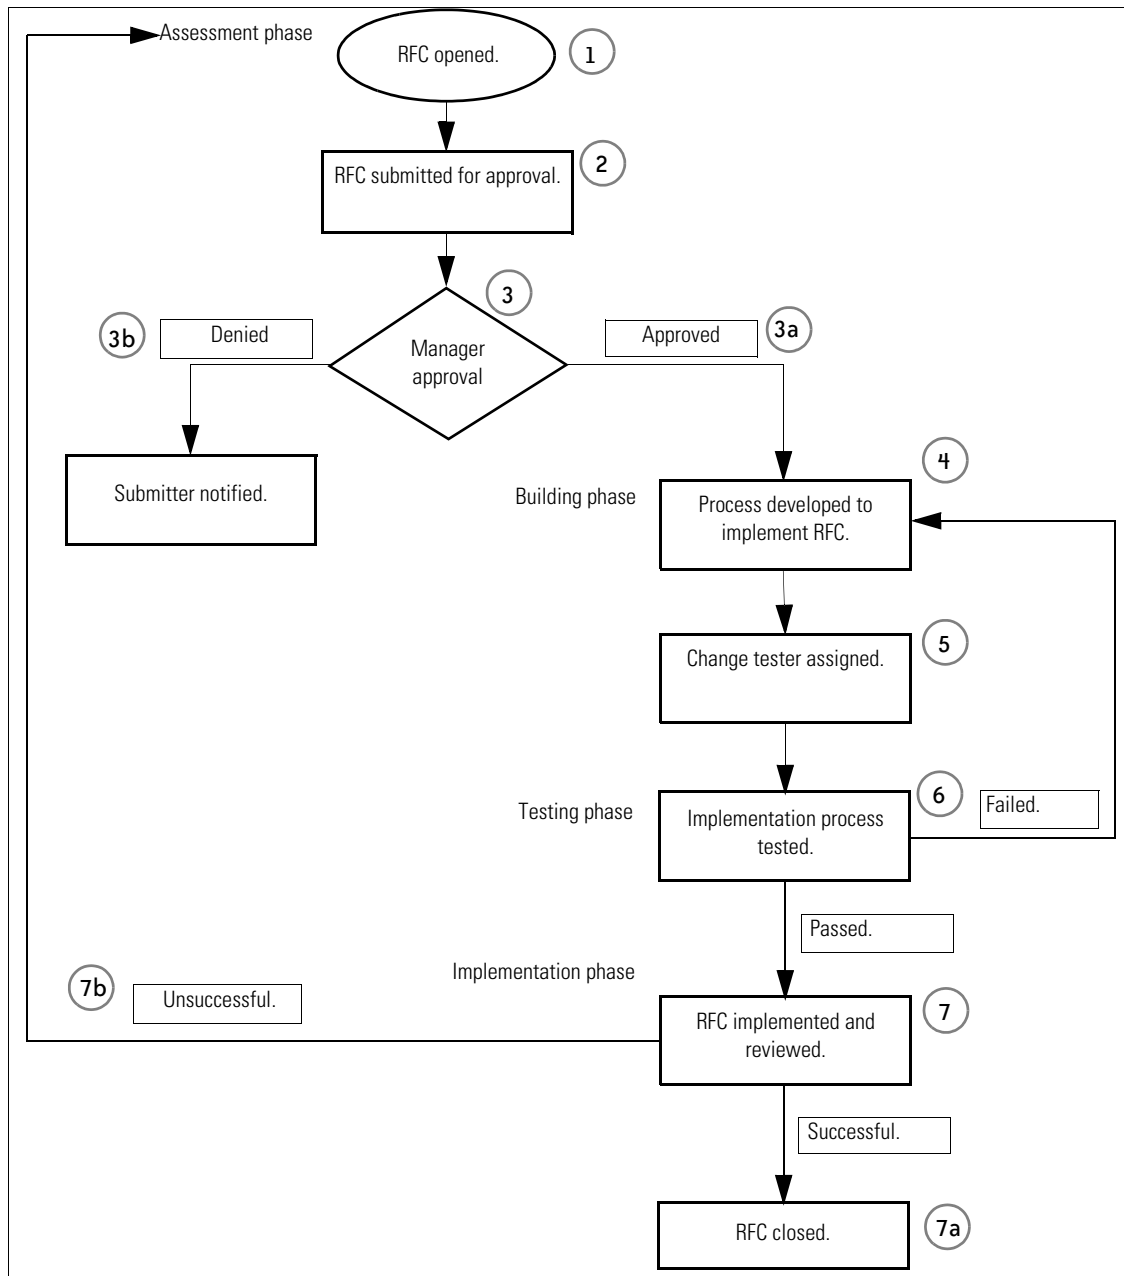 Assessment phase
RFC opened.
1
RFC submitted for approval.
2
3
3b
Denied
Manager
approval
Approved
3a
Submitter notified.
Building phase
4
Process developed to
implement RFC.
Change tester assigned.
5
Testing phase
Implementation process
tested.
6
Failed.
Passed.
Implementation phase
7b
Unsuccessful.
RFC implemented and
reviewed.
7
Successful.
RFC closed.
7a